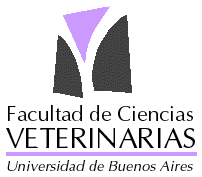 Facultad de Ciencias
VETERINARIAS
Universidad de Buenos Aires